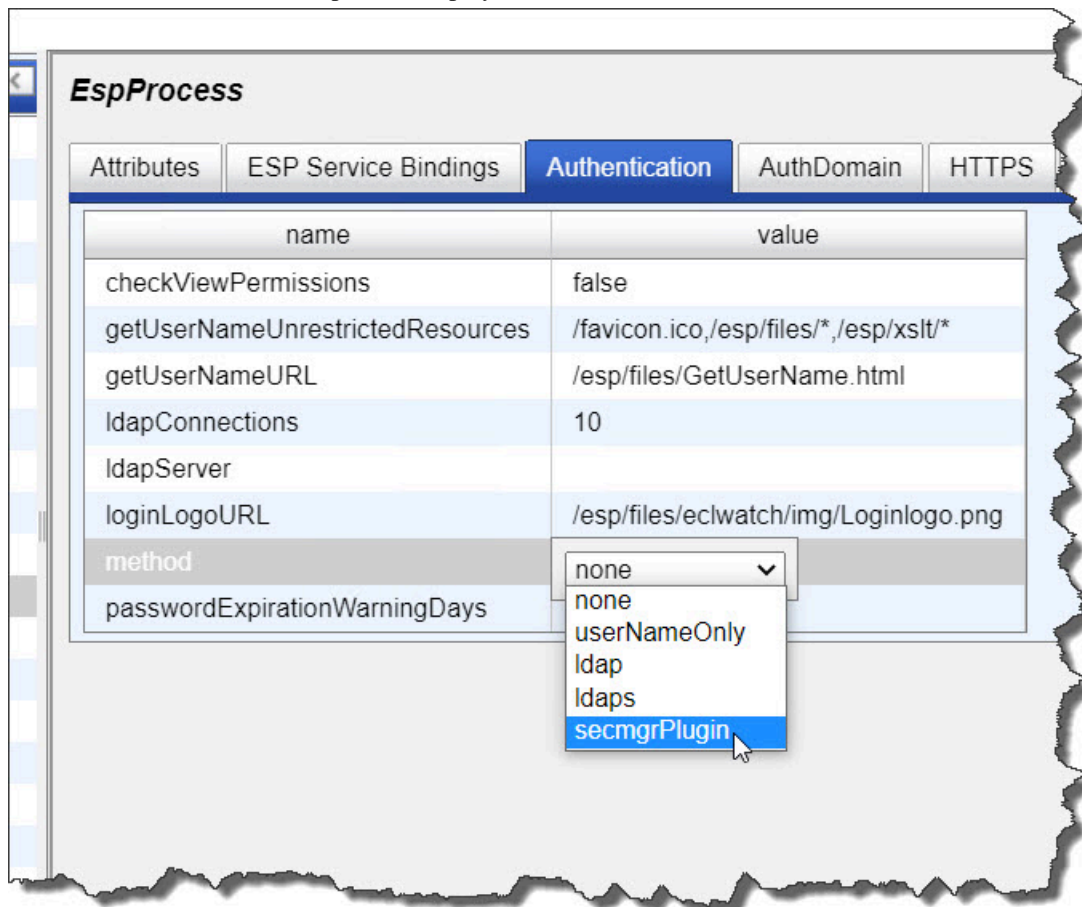 EspProcess
Attributes ESP Service Bindings Authentication AuthDomain HTTPS
name value
checkViewPermissions false
getUserNameUnrestrictedResources /favicon.ico,/esp/files/*,/esp/xslt/*
getUserNameURL /esp/files/GetUserName.html
ldapConnections 10
ldapServer
loginLogoURL /esp/files/eclwatch/img/Loginlogo.png
method none
none
passwordExpirationWarningDays
userNameOnly
ldap
ldaps
secmgrPlugin